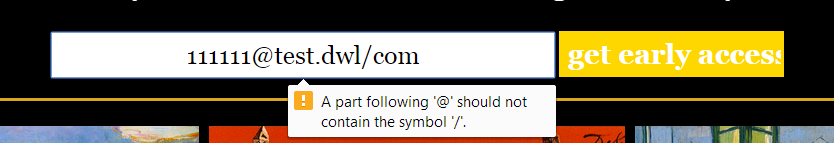 111111@test.dwl/com
get early access
A part following '@' should not
contain the symbol '/'.